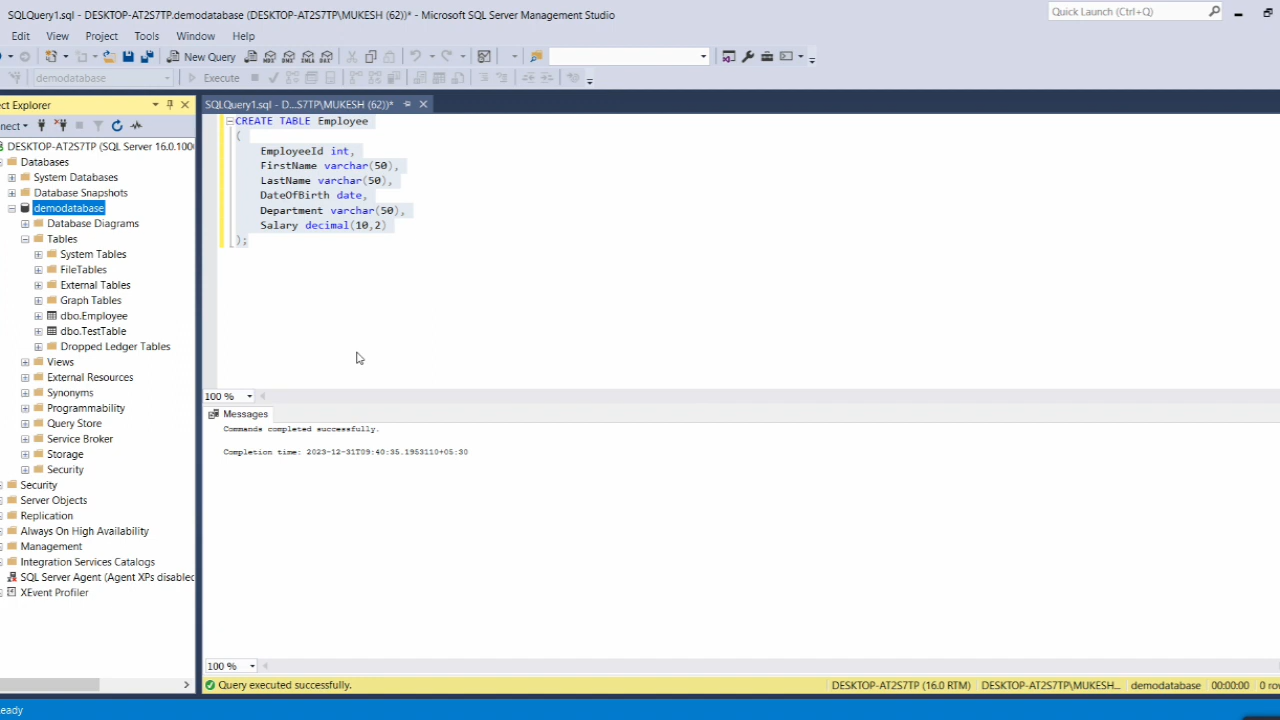 SQLQuery1.sql - DESKTOP-AT2S7TP.demodatabase (DESKTOP-AT2S7TP\MUKESH (62))* - Microsoft SQL Server Management Studio
Quick Launch (Ctrl+Q)
Edit View Project Tools Window Help
New Query
demodatabase Execute
ect Explorer
SQLQuery1.sql - D...S7TP\MUKESH (62))*
nnect
DESKTOP-AT2S7TP (SQL Server 16.0.100
Databases
System Databases
Database Snapshots
demodatabase
Database Diagrams
Tables
System Tables
FileTables
External Tables
Graph Tables
dbo.Employee
dbo.TestTable
Dropped Ledger Tables
Views
External Resources
Synonyms
Programmability
Query Store
Service Broker
Storage
Security
Security
Server Objects
Replication
Always On High Availability
Management
Integration Services Catalogs
SQL Server Agent (Agent XPs disabled
XEvent Profiler
CREATE TABLE Employee
(
EmployeeId int,
FirstName varchar(50),
LastName varchar(50),
DateOfBirth date,
Department varchar(50),
Salary decimal(10,2)
);
100 %
Messages
Commands completed successfully.
Completion time: 2023-12-31T09:40:35.1953110+05:30
100 %
Query executed successfully. DESKTOP-AT2S7TP (16.0 RTM) DESKTOP-AT2S7TP\MUKESH... demodatabase 00:00:00 0 ro
eady